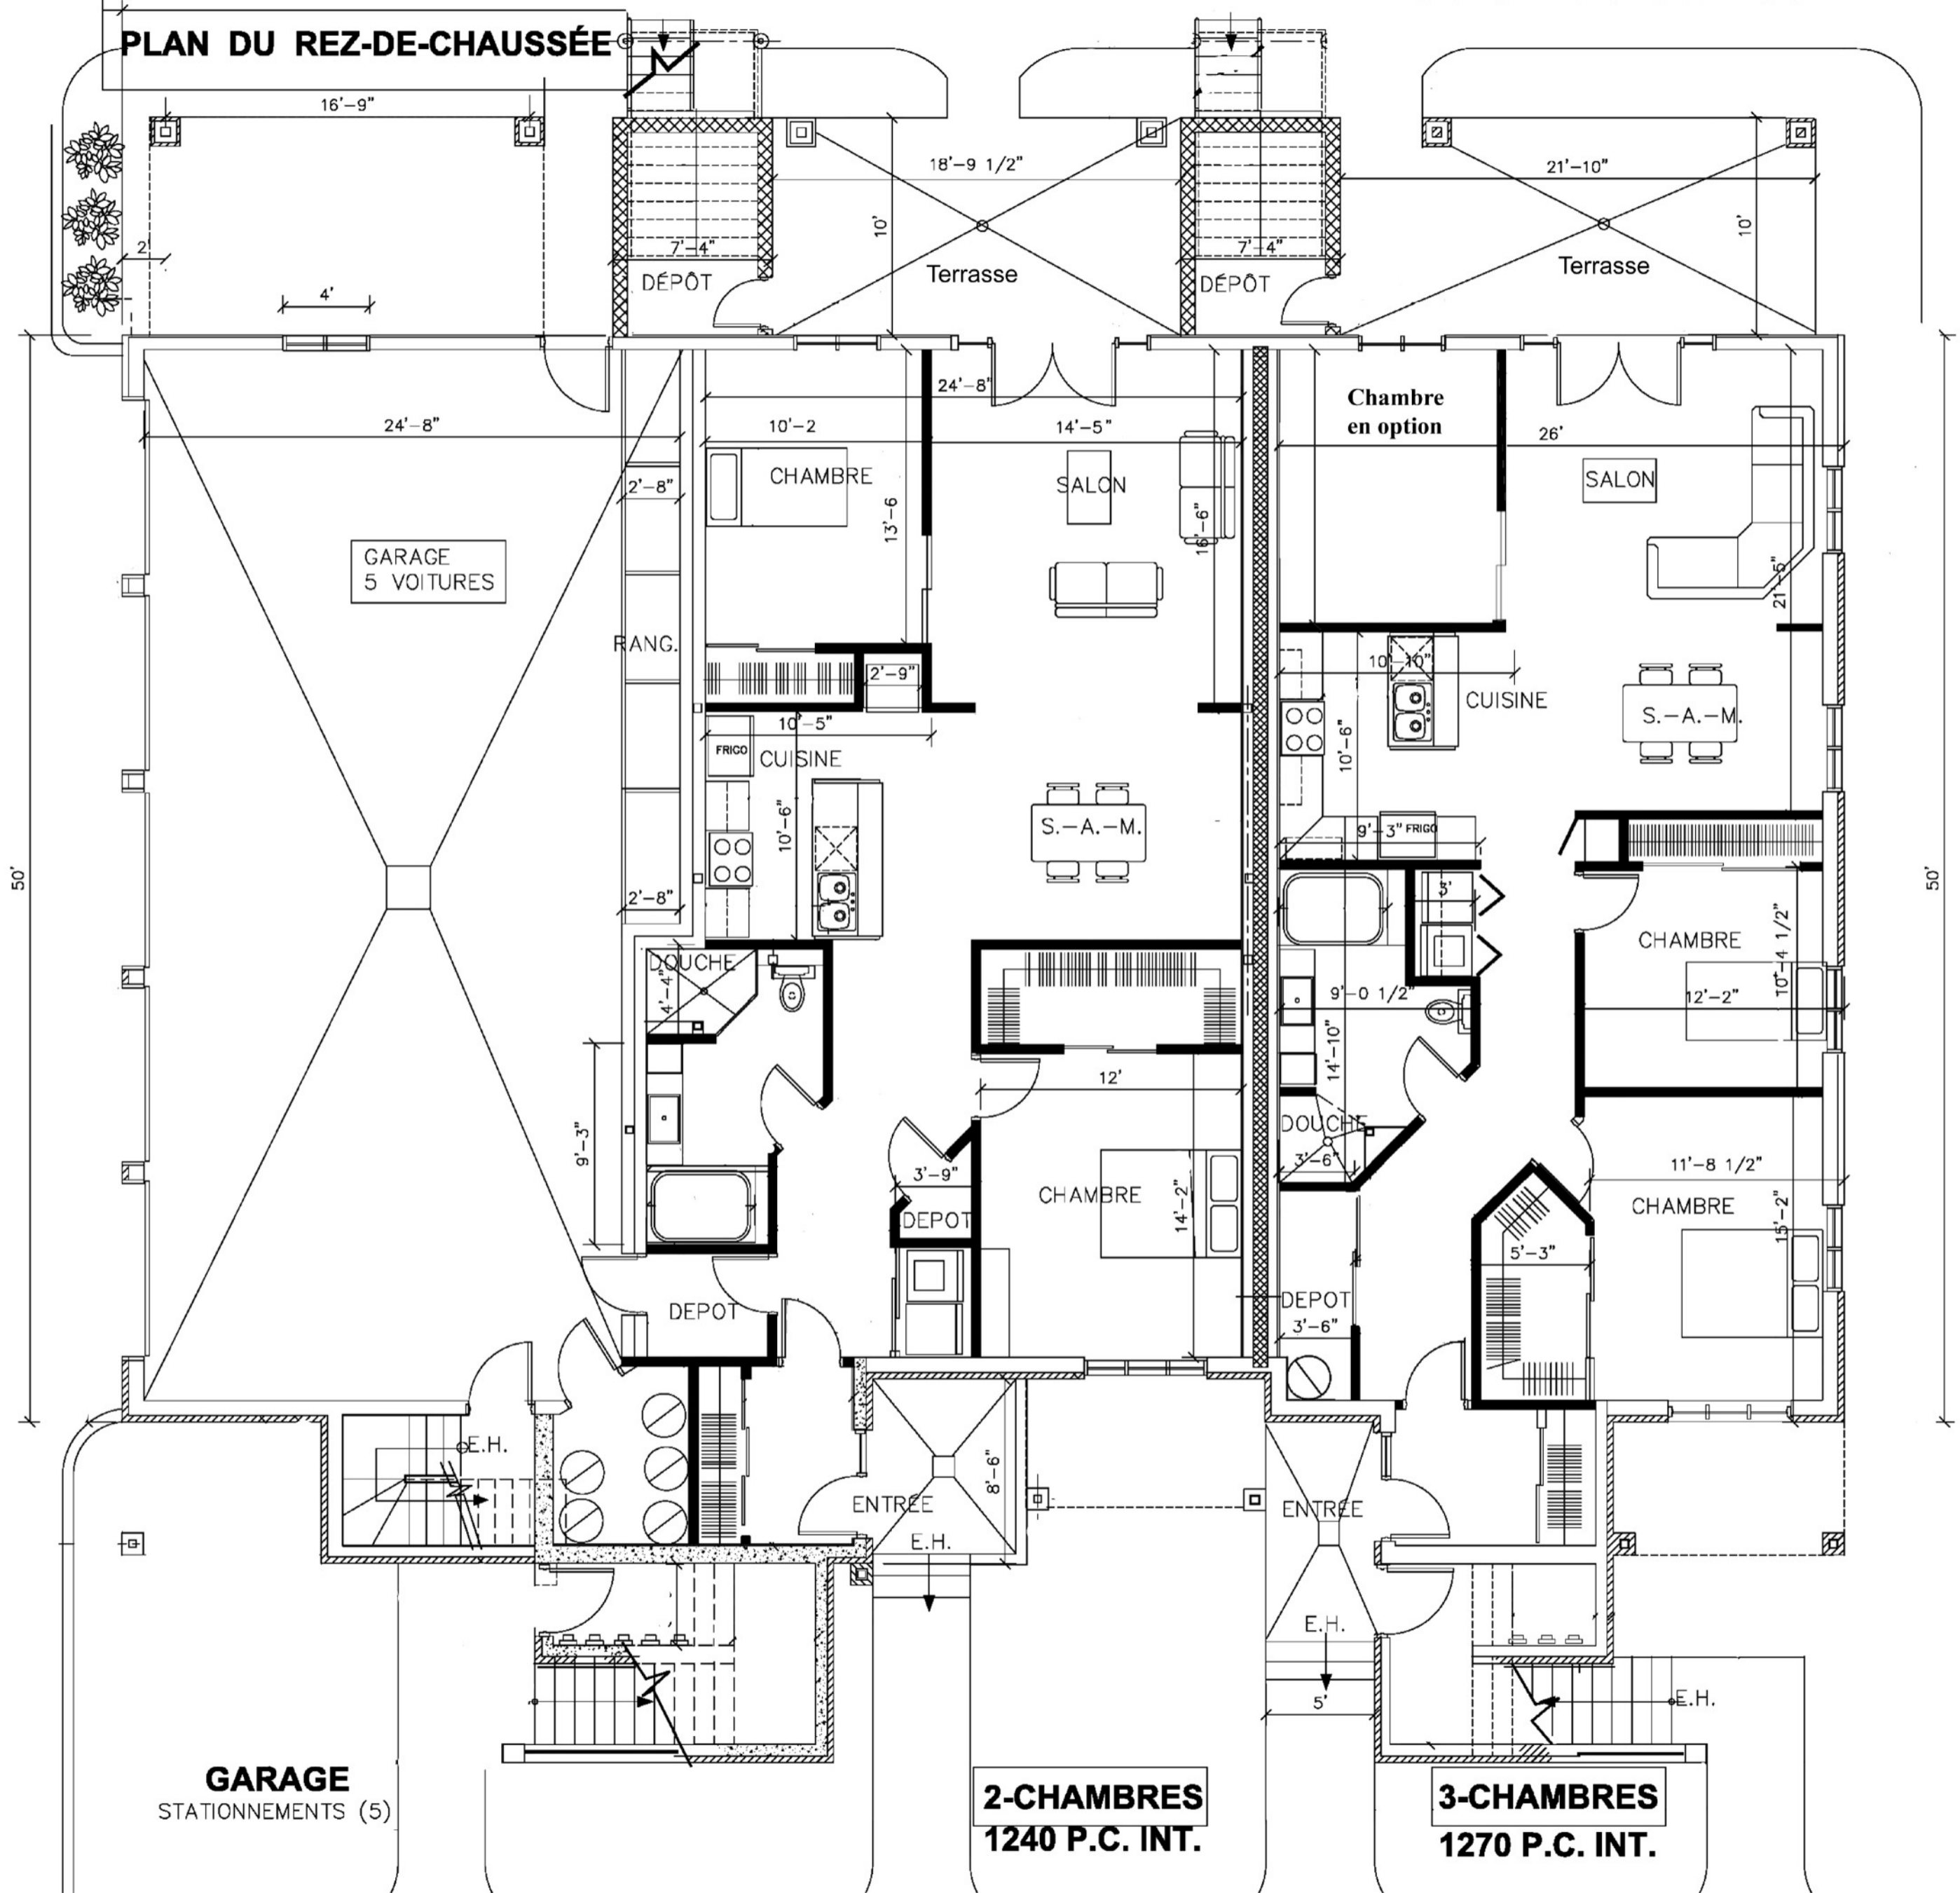 PLAN DU REZ-DE-CHAUSSÉE
16'-9"
18'-9 1/2"
21'-10"
10'
10'
2'
7'-4"
7'-4"
DÉPÔT
Terrasse
DÉPÔT
Terrasse
4'
24'-8"
24'-8"
10'-2
14'-5"
Chambre
en option
26'
2'-8"
CHAMBRE
13'-6
SALON
16'-6"
SALON
GARAGE
5 VOITURES
21'-5"
RANG.
2'-9"
10'-10"
CUISINE
S.-A.-M.
10'-5"
FRIGO
CUISINE
10'-6"
10'-6"
S.-A.-M.
9'-3"
FRIGO
50'
50'
2'-8"
3'
DOUCHE
4'-4"
CHAMBRE
10'-4 1/2"
9'-0 1/2"
12'-2"
14'-10"
12'
9'-3"
DOUCHE
3'-6"
3'-9"
11'-8 1/2"
CHAMBRE
14'-2"
CHAMBRE
15'-2"
DEPOT
5'-3"
DEPOT
DEPOT
3'-6"
E.H.
8'-6"
ENTRÉE
ENTRÉE
E.H.
E.H.
5'
E.H.
GARAGE
STATIONNEMENTS (5)
2-CHAMBRES
1240 P.C. INT.
3-CHAMBRES
1270 P.C. INT.